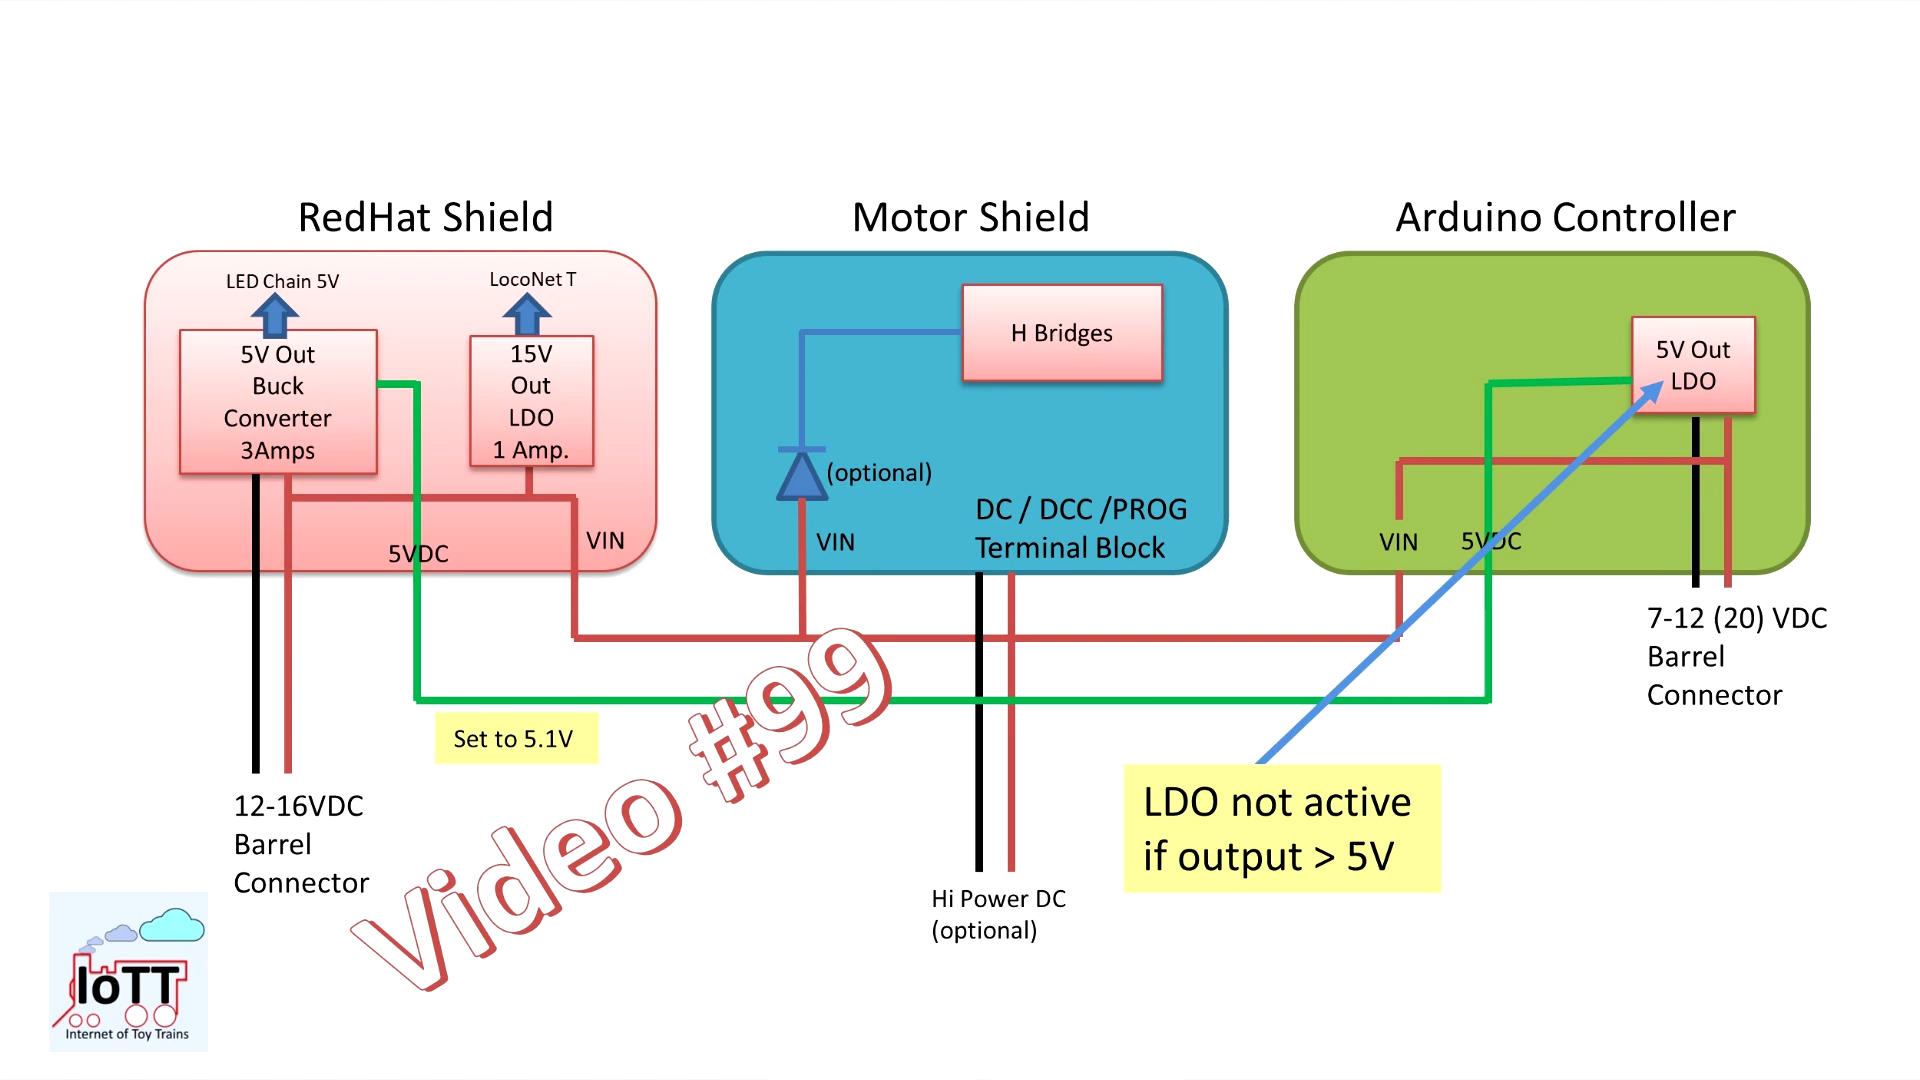 RedHat Shield
Motor Shield
Arduino Controller
LED Chain 5V
LocoNet T
5V Out
Buck
Converter
3Amps
15V
Out
LDO
1 Amp.
5VDC
VIN
H Bridges
(optional)
VIN
DC / DCC /PROG
Terminal Block
5V Out
LDO
VIN
5VDC
7-12 (20) VDC
Barrel
Connector
Set to 5.1V
12-16VDC
Barrel
Connector
Video #99
Hi Power DC
(optional)
LDO not active
if output > 5V
IoTT
Internet of Toy Trains